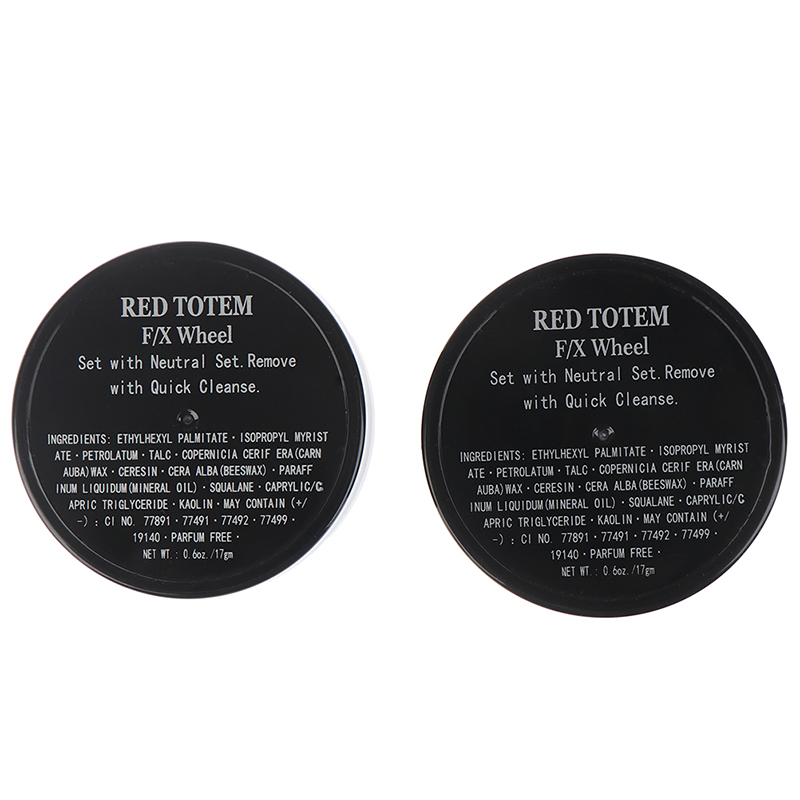 RED TOTEM
F/X Wheel
Set with Neutral Set.Remove
with Quick Cleanse.
INGREDIENTS: ETHYLHEXYL PALMITATE · ISOPROPYL MYRIST
ATE · PETROLATUM · TALC · COPERNICIA CERIF ERA(CARN
AUBA)WAX · CERESIN · CERA ALBA(BEESWAX) · PARAFF
INUM LIQUIDUM(MINERAL OIL) · SQUALANE · CAPRYLIC/C
APRIC TRIGLYCERIDE · KAOLIN · MAY CONTAIN (+/
-) : CI NO. 77891 · 77491 · 77492 · 77499 ·
19140 · PARFUM FREE ·
NET WT. : 0.6oz. /17gm
RED TOTEM
F/X Wheel
Set with Neutral Set.Remove
with Quick Cleanse.
INGREDIENTS: ETHYLHEXYL PALMITATE · ISOPROPYL MYRIST
ATE · PETROLATUM · TALC · COPERNICIA CERIF ERA(CARN
AUBA)WAX · CERESIN · CERA ALBA(BEESWAX) · PARAFF
INUM LIQUIDUM(MINERAL OIL) · SQUALANE · CAPRYLIC/C
APRIC TRIGLYCERIDE · KAOLIN · MAY CONTAIN (+/
-) : CI NO. 77891 · 77491 · 77492 · 77499 ·
19140 · PARFUM FREE ·
NET WT. : 0.6oz. /17gm